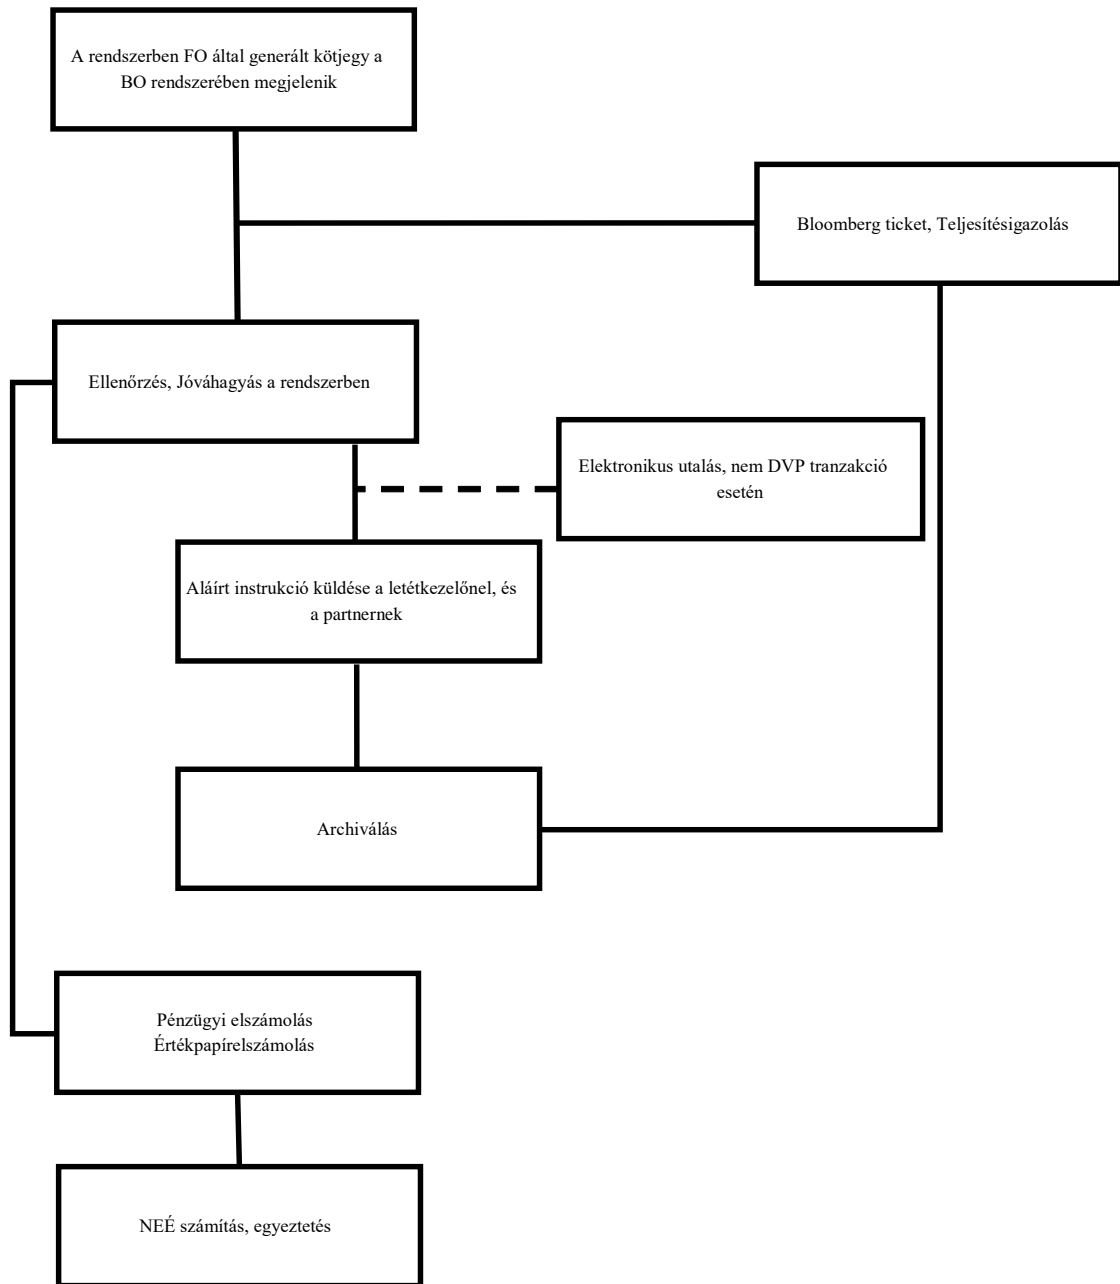 A rendszerben FO által generált kötjegy a
BO rendszerében megjelenik
Bloomberg ticket, Teljesítésigazolás
Ellenőrzés, Jóváhagyás a rendszerben
Elektronikus utalás, nem DVP tranzakció
esetén
Aláírt instrukció küldése a letétkezelőnel, és
a partnernek
Archiválás
Pénzügyi elszámolás
Értékpapírelszámolás
NEÉ számítás, egyeztetés